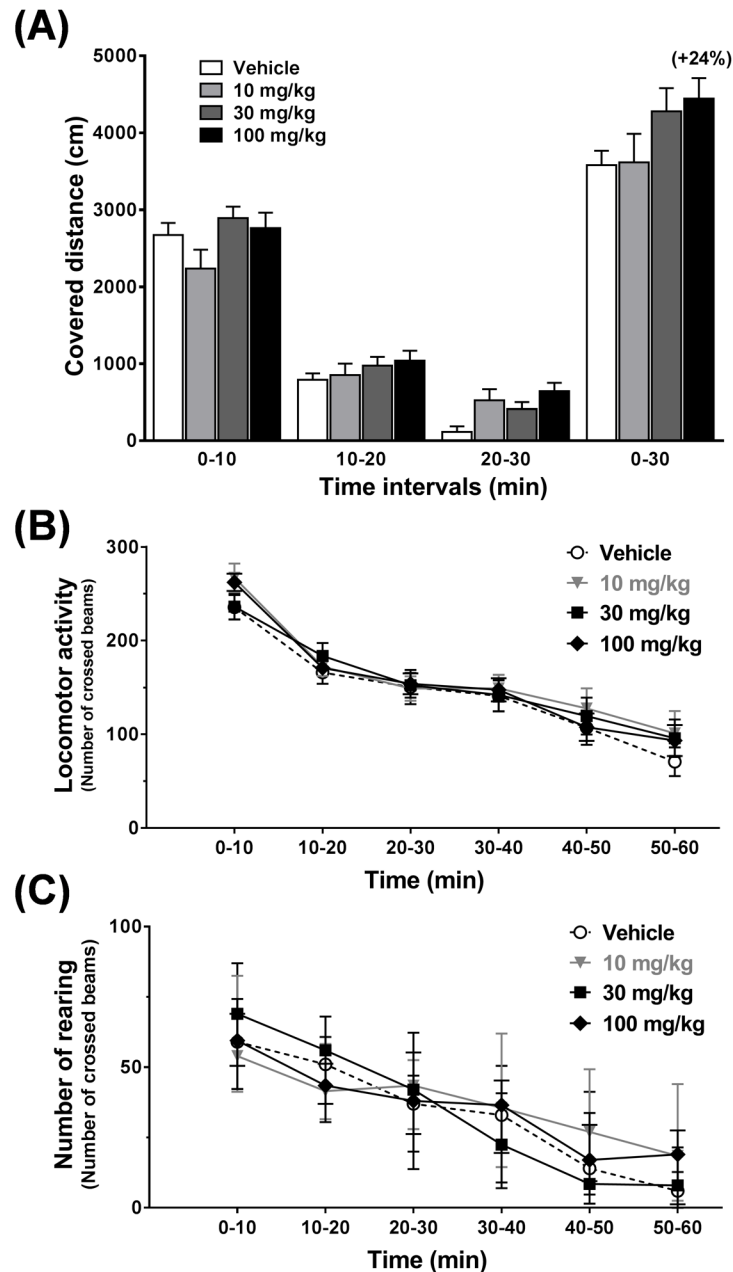 (A)
5000
4000
3000
2000
1000
0
Covered distance (cm)
Vehicle
10 mg/kg
30 mg/kg
100 mg/kg
(+24%)
0-10
10-20
20-30
0-30
Time intervals (min)
(B)
300
200
100
0
Locomotor activity
(Number of crossed beams)
Vehicle
10 mg/kg
30 mg/kg
100 mg/kg
0-10
10-20
20-30
30-40
40-50
50-60
Time (min)
(C)
100
50
0
Number of rearing
(Number of crossed beams)
Vehicle
10 mg/kg
30 mg/kg
100 mg/kg
0-10
10-20
20-30
30-40
40-50
50-60
Time (min)